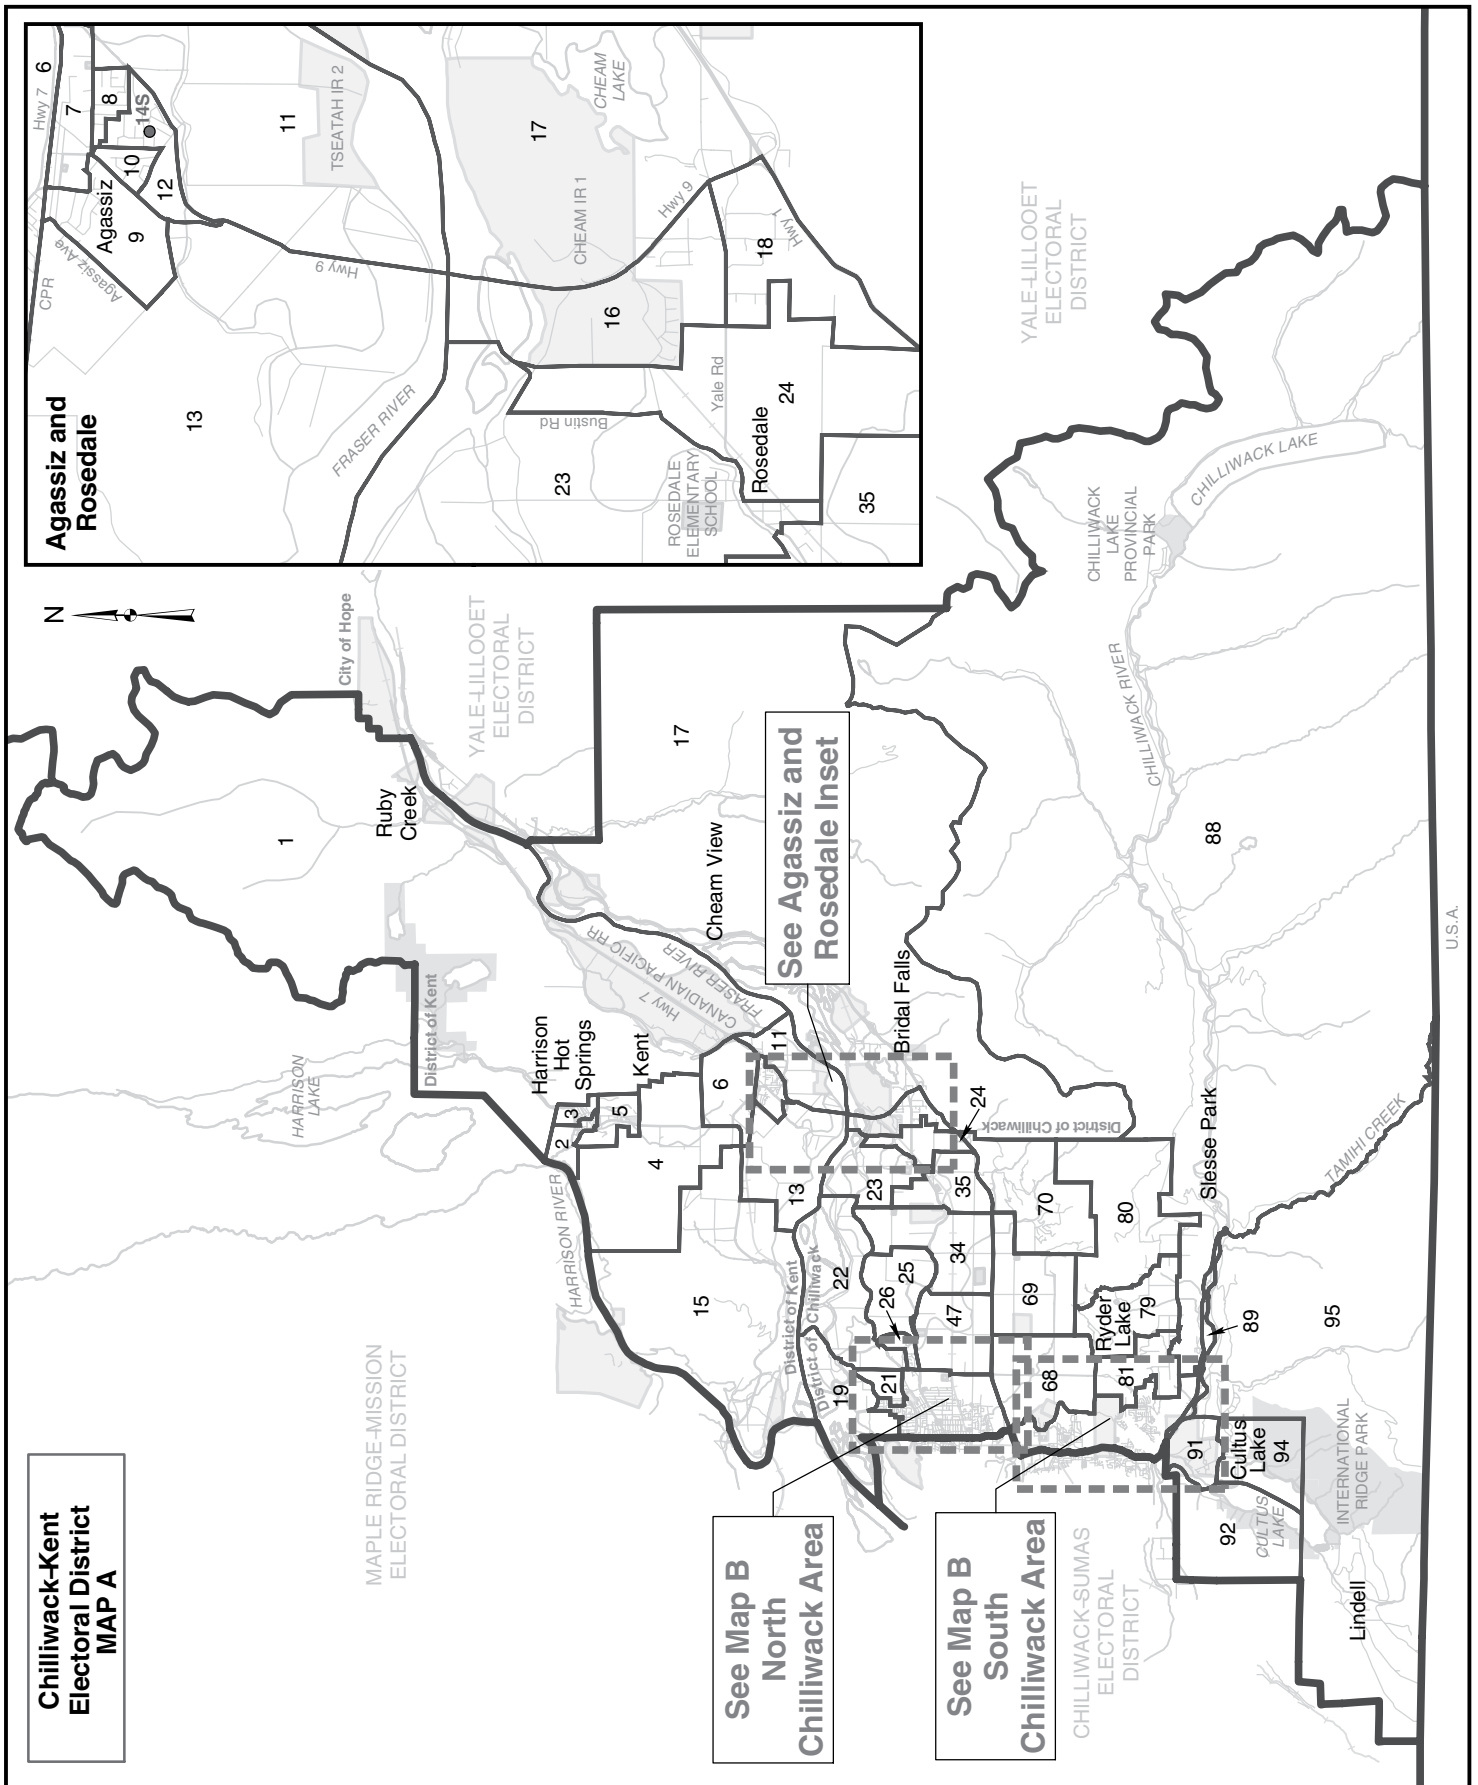 Chilliwack-Kent
Electoral District
MAP A
MAPLE RIDGE-MISSION
ELECTORAL DISTRICT
HARRISON
LAKE
HARRISON RIVER
District of Kent
Harrison
Hot
Springs
Kent
1
2
3
4
5
6
11
13
15
Ruby
Creek
City of Hope
N
YALE-LILLOOET
ELECTORAL
DISTRICT
Hwy 7
CANADIAN PACIFIC RR
FRASER RIVER
Cheam View
17
See Agassiz and
Rosedale Inset
Bridal Falls
District of Kent
District of Chilliwack
19
21
22
23
24
25
26
34
35
47
District of Chilliwack
68
69
70
79
80
81
Ryder
Lake
Slesse Park
88
89
91
92
94
95
Cultus
Lake
CULTUS
LAKE
INTERNATIONAL
RIDGE PARK
Lindell
TAMIHI CREEK
CHILLIWACK RIVER
CHILLIWACK
LAKE
PROVINCIAL
PARK
CHILLIWACK LAKE
YALE-LILLOOET
ELECTORAL
DISTRICT
U.S.A.
See Map B
North
Chilliwack Area
See Map B
South
Chilliwack Area
CHILLIWACK-SUMAS
ELECTORAL
DISTRICT
Agassiz and
Rosedale
CPR
Hwy 7
6
7
8
14S
10
Agassiz
9
12
Agassiz Ave
11
TSEATAH IR 2
13
Hwy 9
FRASER RIVER
17
CHEAM
LAKE
CHEAM IR 1
16
Hwy 9
18
Hwy 1
Yale Rd
Bustin Rd
23
24
ROSEDALE
ELEMENTARY
SCHOOL
Rosedale
35